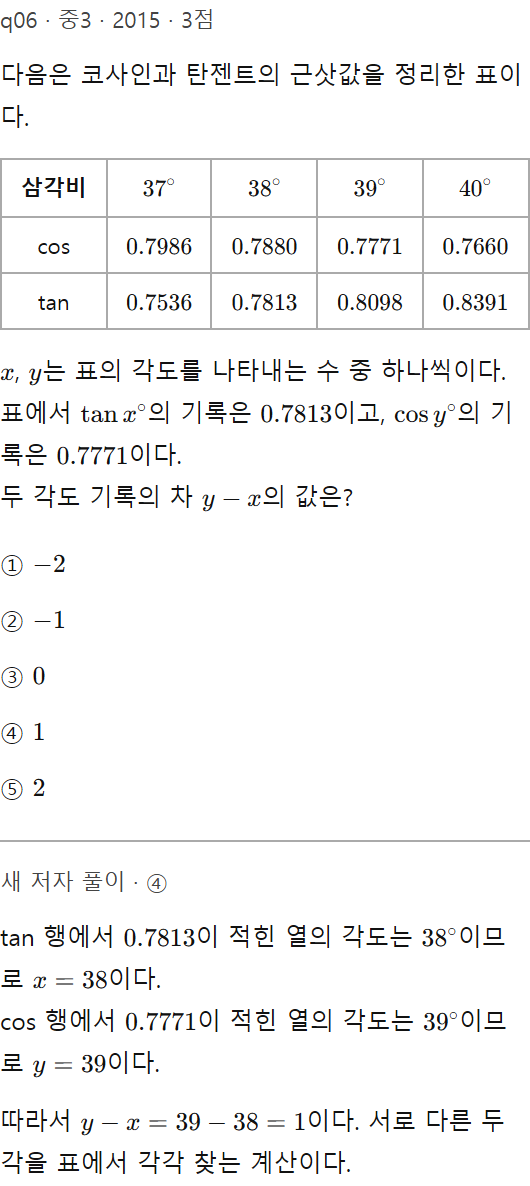 q06 · 중3 · 2015 · 3점
다음은 코사인과 탄젠트의 근삿값을 정리한 표이
다.
삼각비 37° 38° 39° 40°
cos 0.7986 0.7880 0.7771 0.7660
tan 0.7536 0.7813 0.8098 0.8391
x, y는 표의 각도를 나타내는 수 중 하나씩이다.
표에서 tan x°의 기록은 0.7813이고, cos y°의 기
록은 0.7771이다.
두 각도 기록의 차 y − x의 값은?
① −2
② −1
③ 0
④ 1
⑤ 2
새 저자 풀이 · ④
tan 행에서 0.7813이 적힌 열의 각도는 38°이므
로 x = 38이다.
cos 행에서 0.7771이 적힌 열의 각도는 39°이므
로 y = 39이다.
따라서 y − x = 39 − 38 = 1이다. 서로 다른 두
각을 표에서 각각 찾는 계산이다.